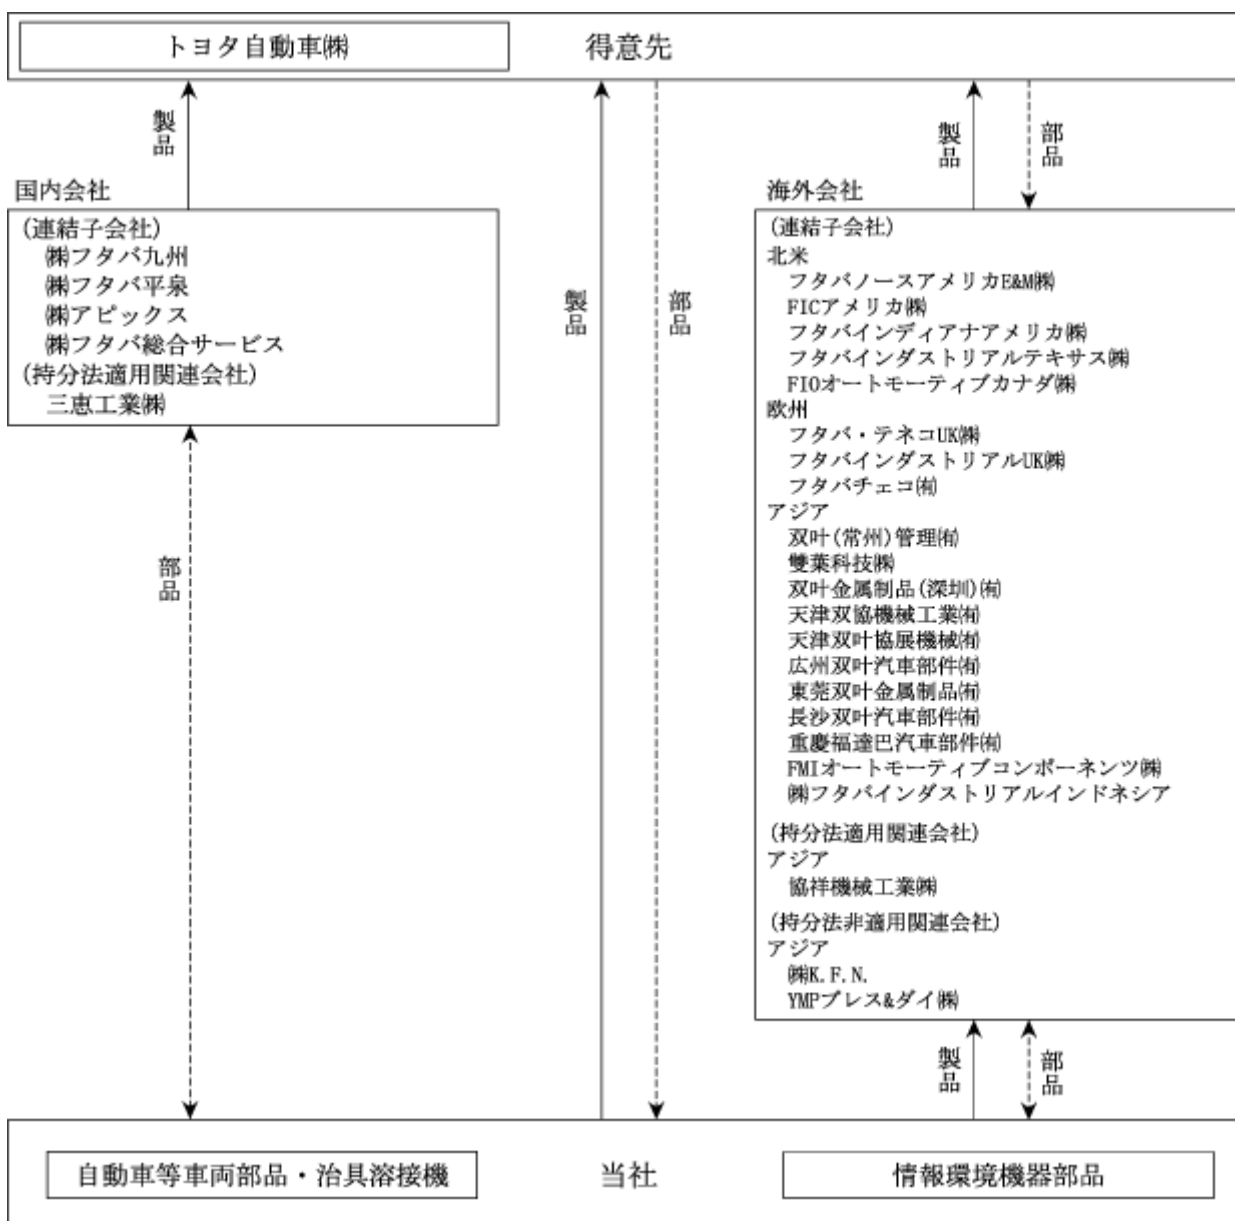 トヨタ自動車㈱
得意先
製品
製品
部品
製品
部品
国内会社
(連結子会社)
㈱フタバ九州
㈱フタバ平泉
㈱アピックス
㈱フタバ総合サービス
(持分法適用関連会社)
三恵工業㈱
部品
海外会社
(連結子会社)
北米
フタバノースアメリカE&M㈱
FICアメリカ㈱
フタバインディアナアメリカ㈱
フタバインダストリアルテキサス㈱
FIOオートモーティブカナダ㈱
欧州
フタバ・テネコUK㈱
フタバインダストリアルUK㈱
フタバチェコ㈲
アジア
双叶(常州)管理㈲
雙葉科技㈱
双叶金属制品(深圳)㈲
天津双協機械工業㈲
天津双叶協展機械㈲
広州双叶汽車部件㈲
東莞双叶金属制品㈲
長沙双叶汽車部件㈲
重慶福達巴汽車部件㈲
FMIオートモーティブコンポーネンツ㈱
㈱フタバインダストリアルインドネシア
(持分法適用関連会社)
アジア
協祥機械工業㈱
(持分法非適用関連会社)
アジア
㈱K.F.N.
YMPプレス&ダイ㈱
製品
部品
自動車等車両部品・治具溶接機
当社
情報環境機器部品